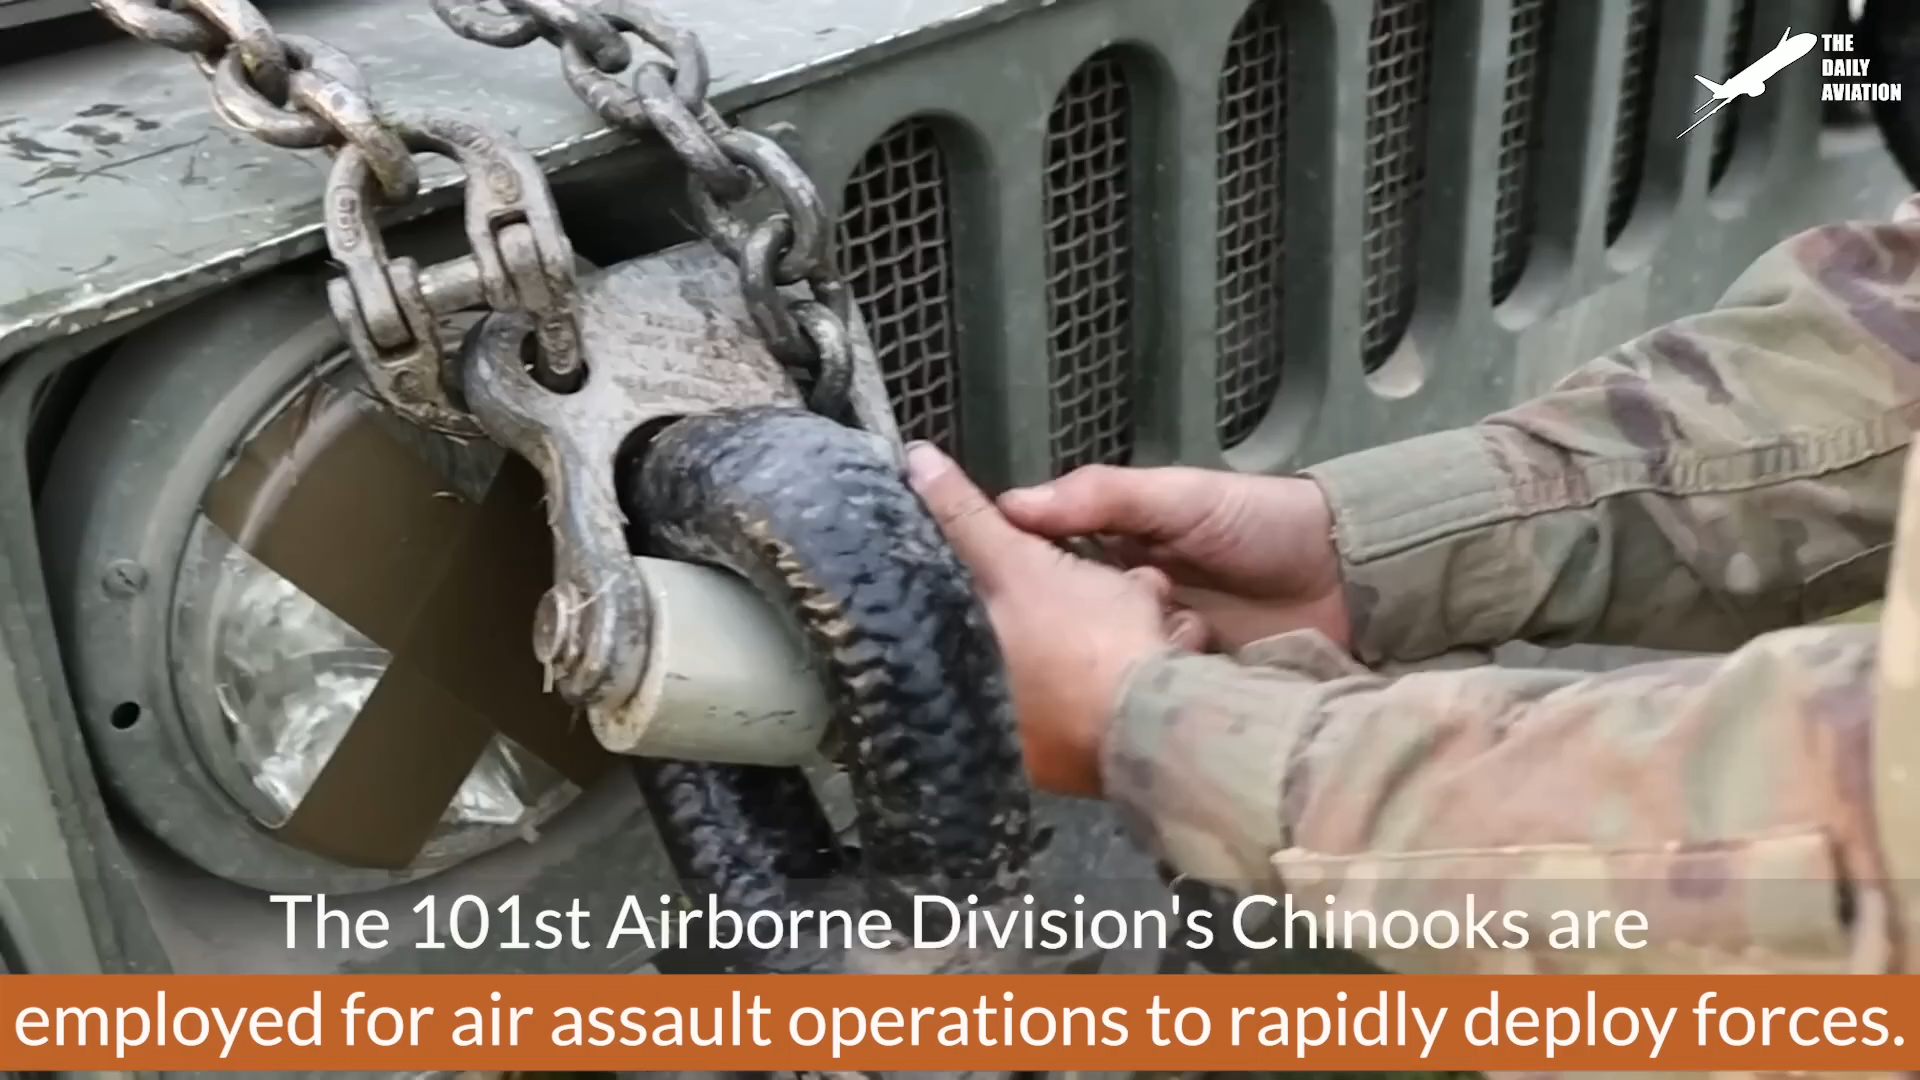 THE
DAILY
AVIATION
The 101st Airborne Division's Chinooks are
employed for air assault operations to rapidly deploy forces.